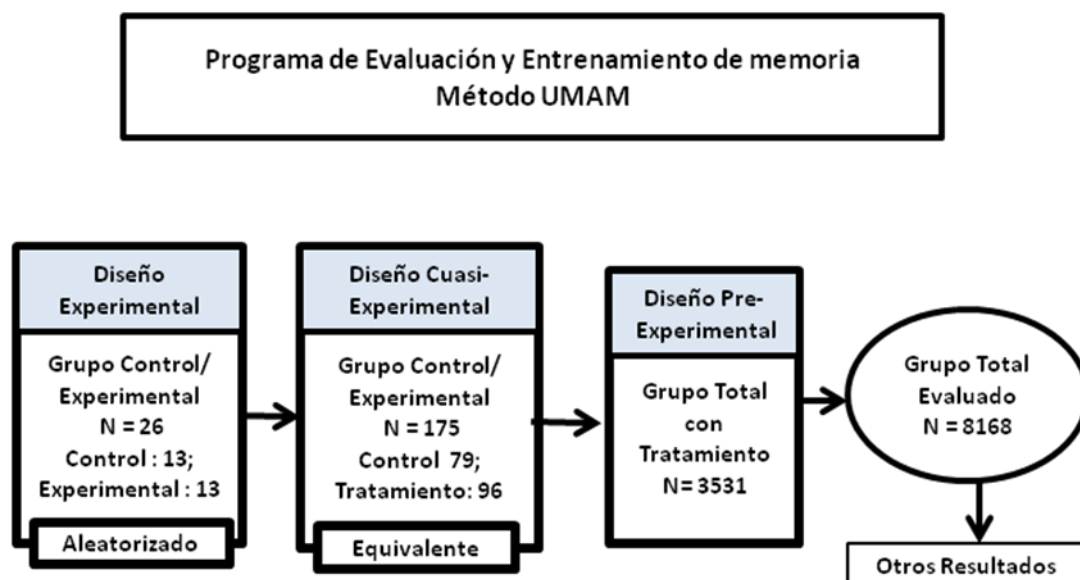 Programa de Evaluación y Entrenamiento de memoria
Método UMAM
Diseño
Experimental
Grupo Control/
Experimental
N = 26
Control : 13;
Experimental : 13
Aleatorizado
Diseño Cuasi-
Experimental
Grupo Control/
Experimental
N = 175
Control 79;
Tratamiento: 96
Equivalente
Diseño Pre-
Experimental
Grupo Total
con
Tratamiento
N= 3531
Grupo Total
Evaluado
N = 8168
Otros Resultados